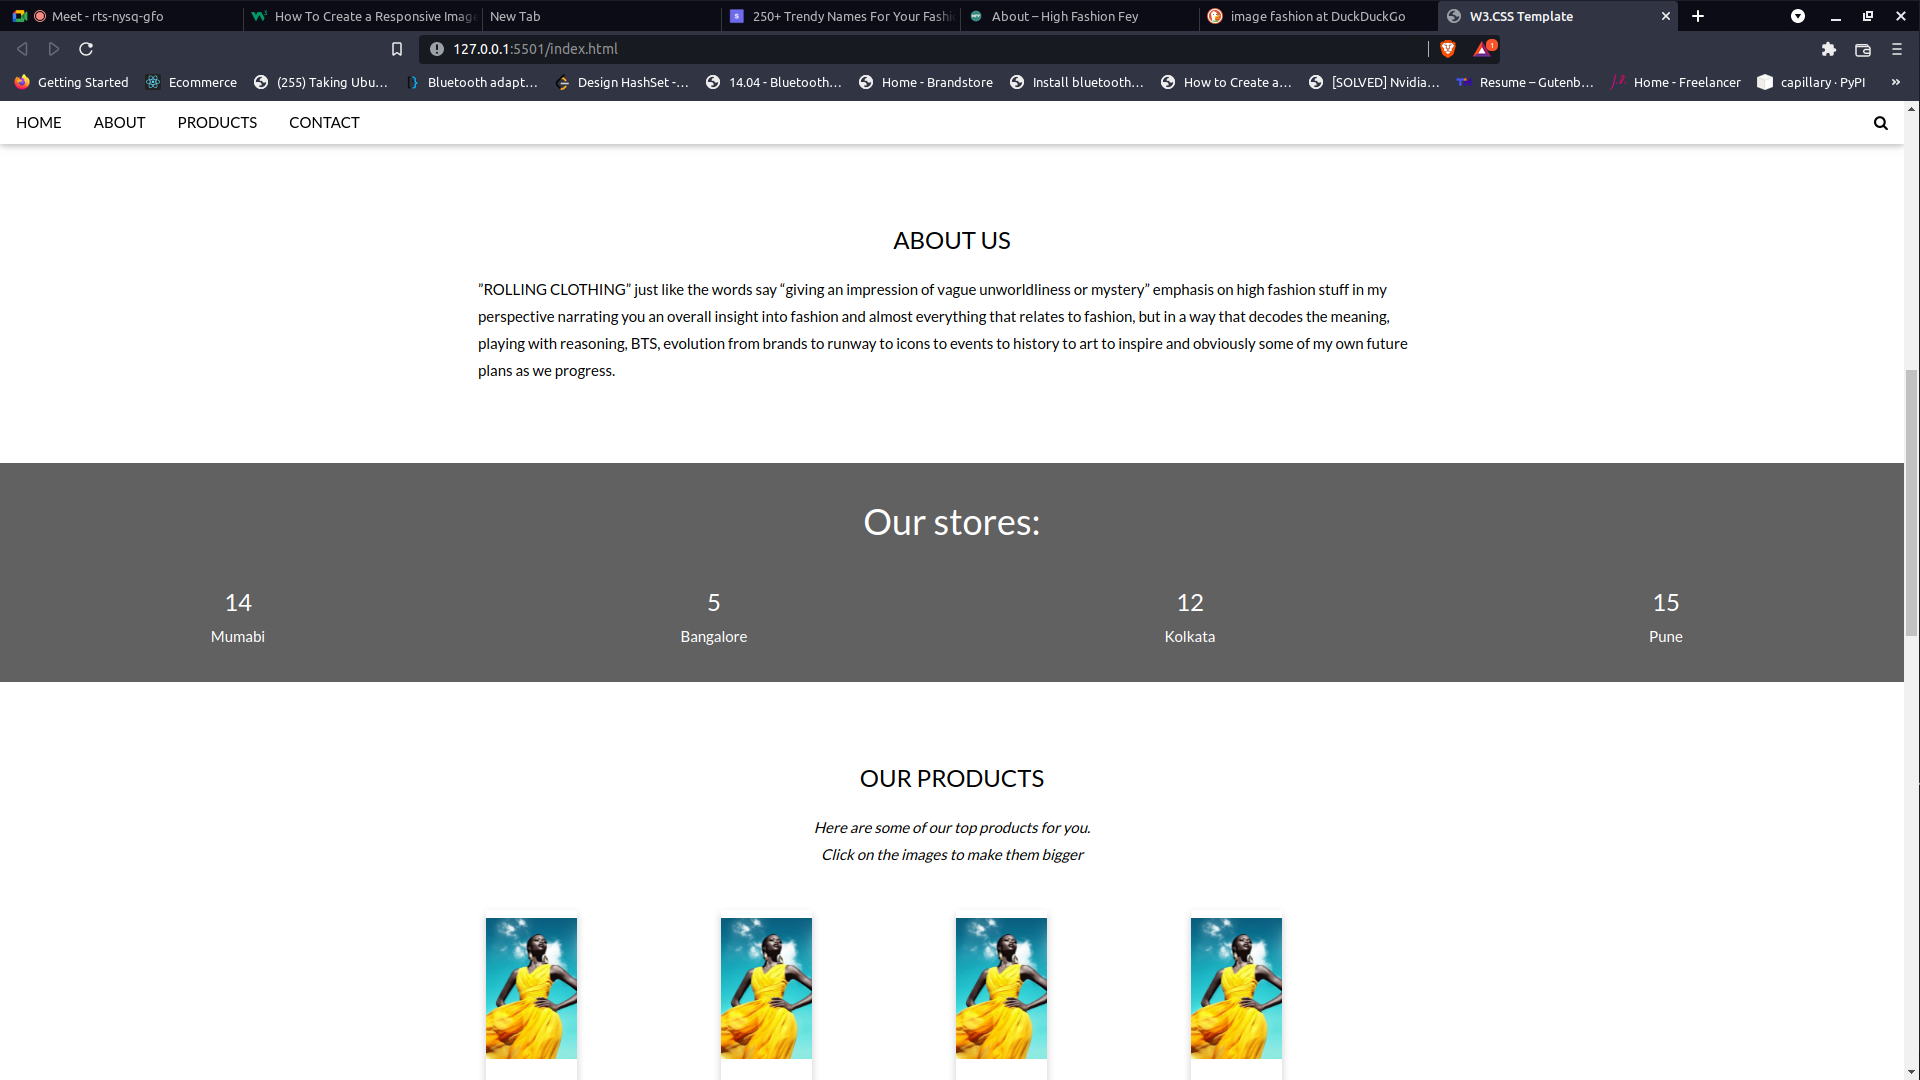 Meet - rts-nysq-gfo
How To Create a Responsive Imag
New Tab
250+ Trendy Names For Your Fashi
About – High Fashion Fey
image fashion at DuckDuckGo
W3.CSS Template
127.0.0.1:5501/index.html
1
Getting Started
Ecommerce
(255) Taking Ubu...
Bluetooth adapt...
Design HashSet -...
14.04 - Bluetooth...
Home - Brandstore
Install bluetooth...
How to Create a...
[SOLVED] Nvidia...
Resume – Gutenb...
Home - Freelancer
capillary · PyPI
»
HOME
ABOUT
PRODUCTS
CONTACT
ABOUT US
”ROLLING CLOTHING” just like the words say “giving an impression of vague unworldliness or mystery” emphasis on high fashion stuff in my
perspective narrating you an overall insight into fashion and almost everything that relates to fashion, but in a way that decodes the meaning,
playing with reasoning, BTS, evolution from brands to runway to icons to events to history to art to inspire and obviously some of my own future
plans as we progress.
Our stores:
14
Mumabi
5
Bangalore
12
Kolkata
15
Pune
OUR PRODUCTS
Here are some of our top products for you.
Click on the images to make them bigger